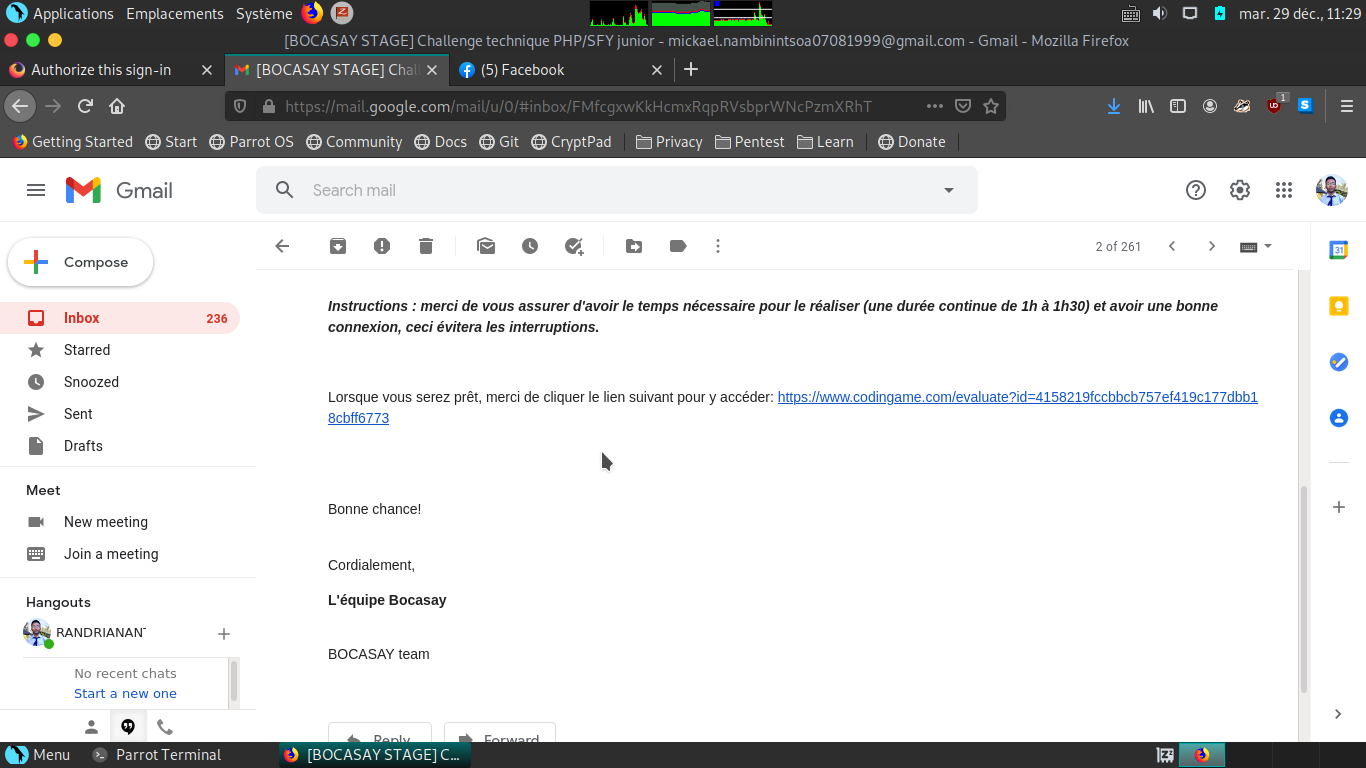 Applications Emplacements Système mar. 29 déc., 11:29
[BOCASAY STAGE] Challenge technique PHP/SFY junior - mickael.nambinintsoa07081999@gmail.com - Gmail - Mozilla Firefox
Authorize this sign-in [BOCASAY STAGE] Chal (5) Facebook
https://mail.google.com/mail/u/0/#inbox/FMfcgxwKkHcmxRqpRVsbprWNcPzmXRhT 1
Getting Started Start Parrot OS Community Docs Git CryptPad Privacy Pentest Learn Donate
Gmail Search mail
Compose 2 of 261
31
Inbox 236
Starred
Snoozed
Sent
Drafts
Meet
New meeting
Join a meeting
Hangouts
RANDRIANAN
No recent chats
Start a new one
Instructions : merci de vous assurer d'avoir le temps nécessaire pour le réaliser (une durée continue de 1h à 1h30) et avoir une bonne
connexion, ceci évitera les interruptions.
Lorsque vous serez prêt, merci de cliquer le lien suivant pour y accéder: https://www.codingame.com/evaluate?id=4158219fccbbcb757ef419c177dbb1
8cbff6773
Bonne chance!
Cordialement,
L'équipe Bocasay
BOCASAY team
Reply Forward
Menu Parrot Terminal [BOCASAY STAGE] C...